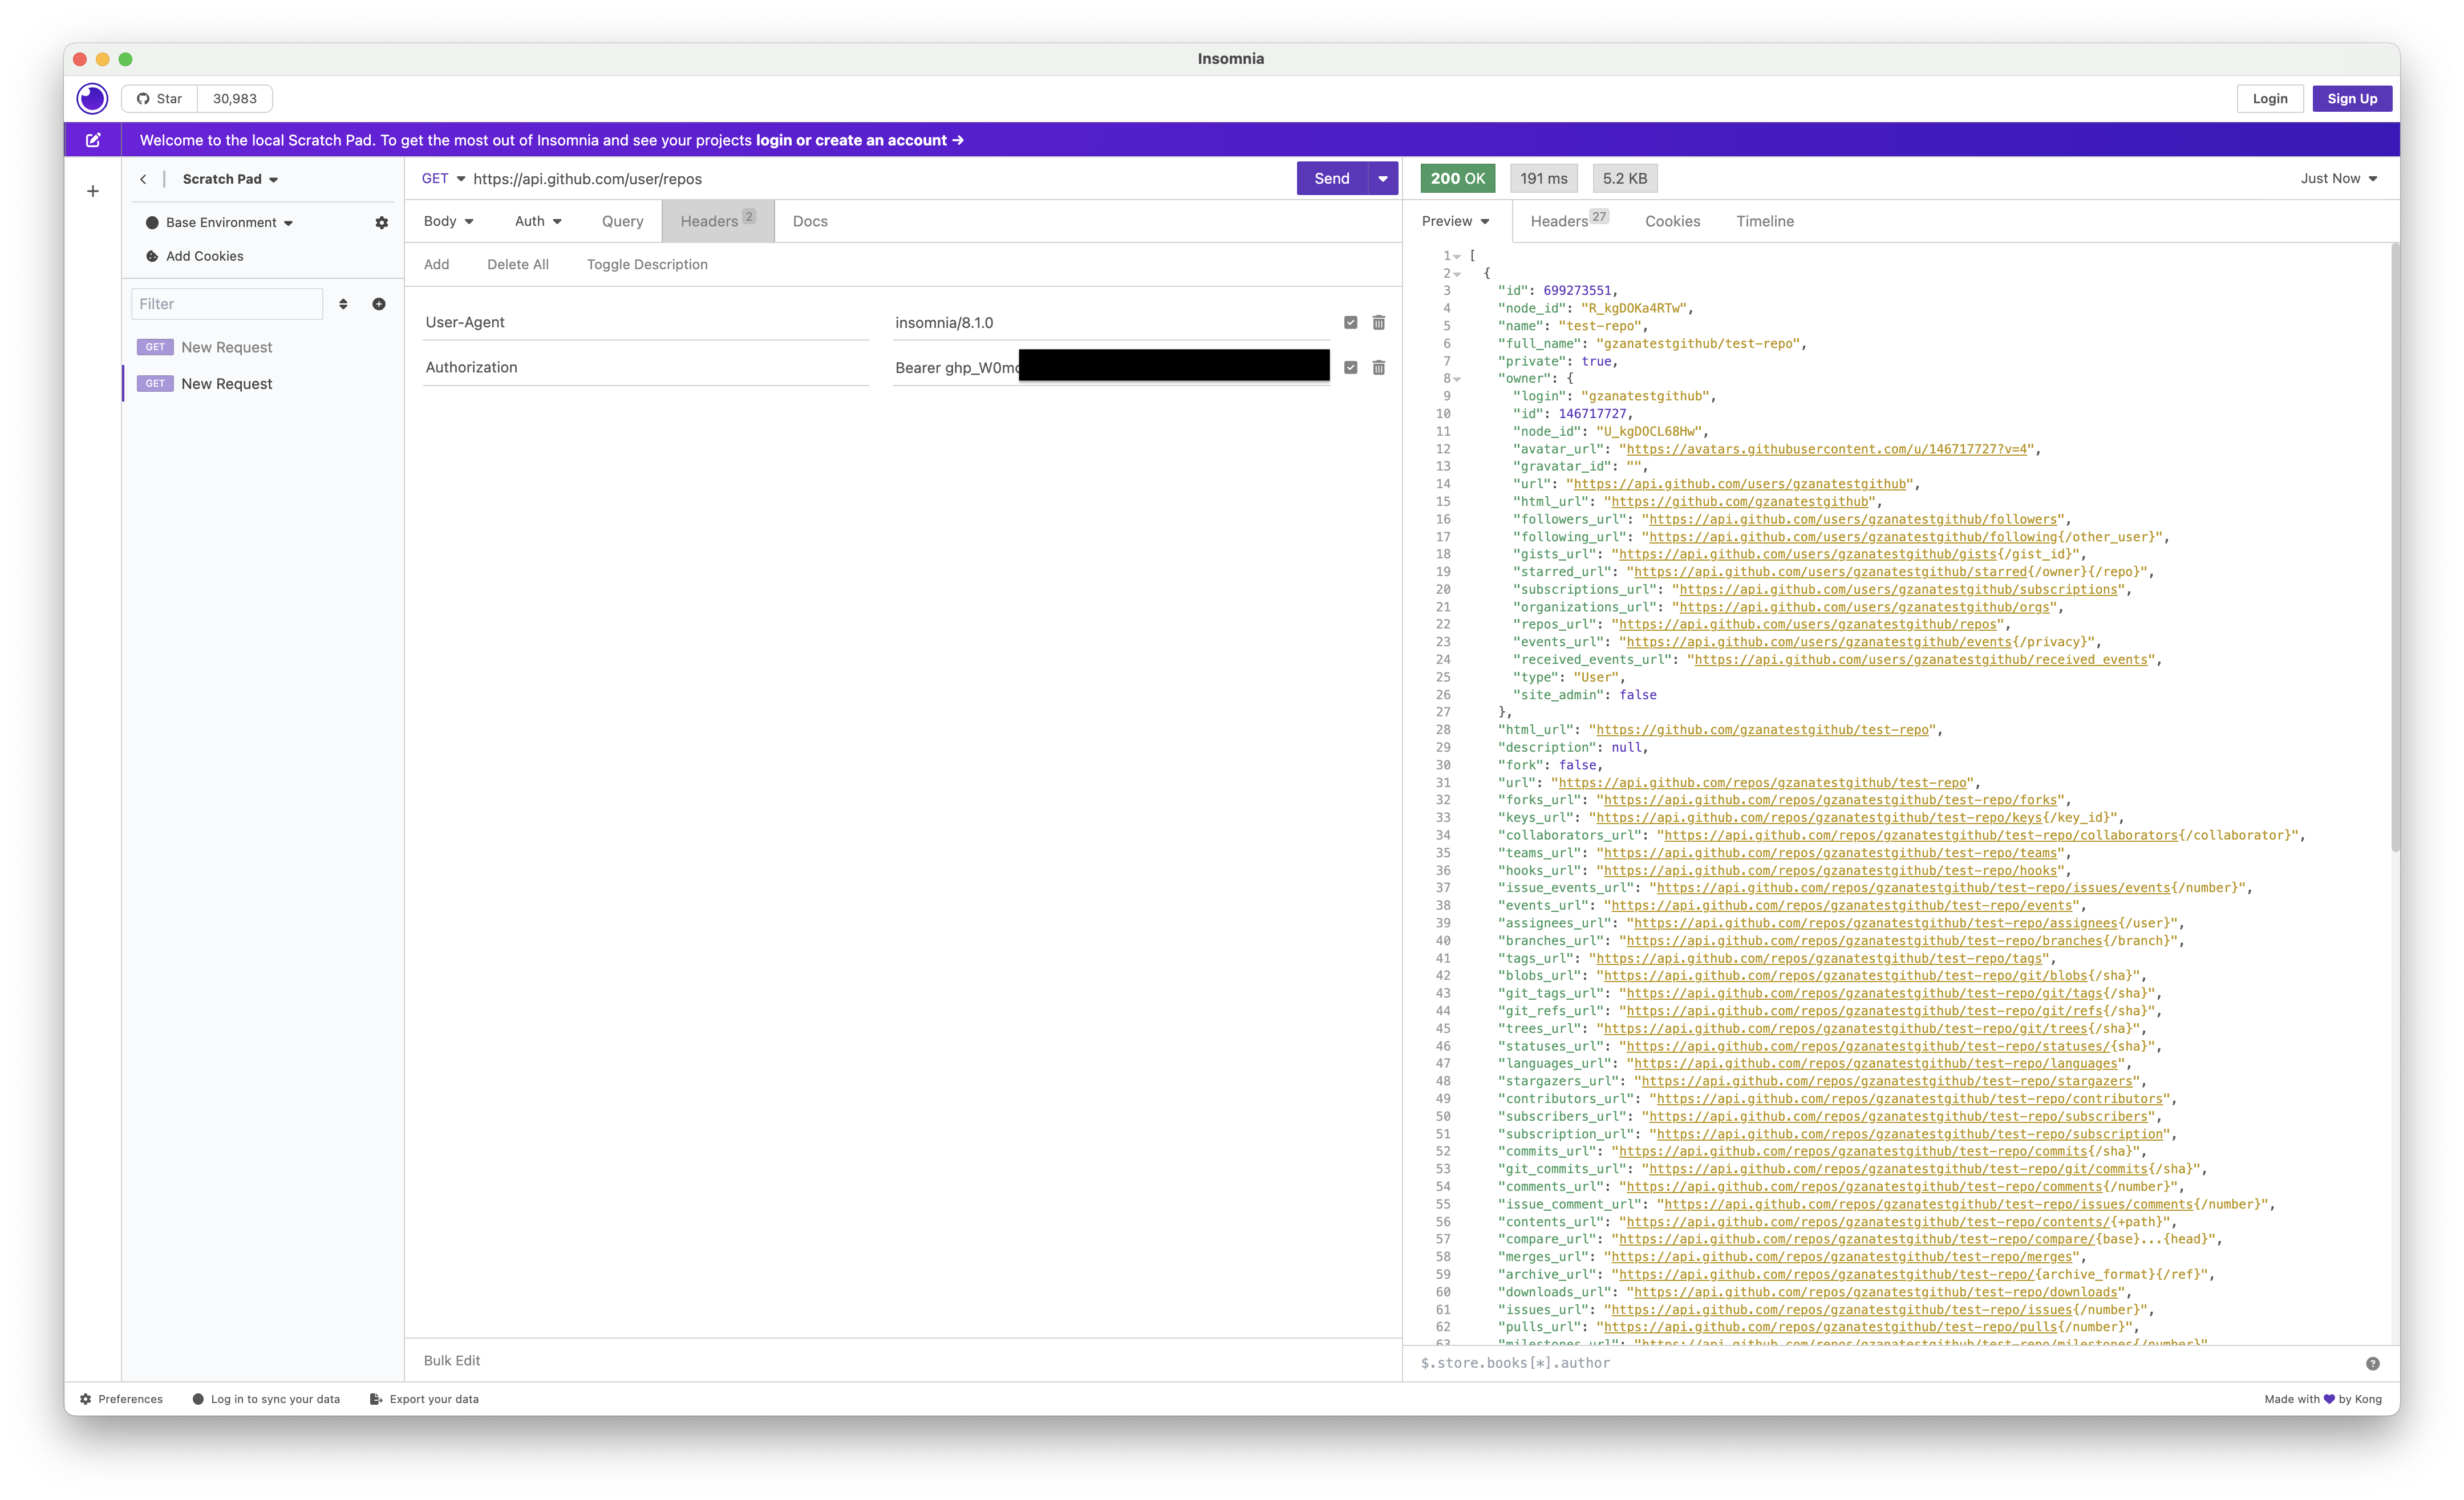 Insomnia
Star 30,983
Login Sign Up
Welcome to the local Scratch Pad. To get the most out of Insomnia and see your projects login or create an account →
Scratch Pad
Base Environment
Add Cookies
Filter
GET New Request
GET New Request
GET https://api.github.com/user/repos
Send
Body Auth Query Headers 2 Docs
Add Delete All Toggle Description
User-Agent insomnia/8.1.0
Authorization Bearer ghp_W0m
Bulk Edit
200 OK 191 ms 5.2 KB Just Now
Preview Headers 27 Cookies Timeline
1 [
2 {
3 "id": 699273551,
4 "node_id": "R_kgDOKa4RTw",
5 "name": "test-repo",
6 "full_name": "gzanatestgithub/test-repo",
7 "private": true,
8 "owner": {
9 "login": "gzanatestgithub",
10 "id": 146717727,
11 "node_id": "U_kgDOCL68Hw",
12 "avatar_url": "https://avatars.githubusercontent.com/u/146717727?v=4",
13 "gravatar_id": "",
14 "url": "https://api.github.com/users/gzanatestgithub",
15 "html_url": "https://github.com/gzanatestgithub",
16 "followers_url": "https://api.github.com/users/gzanatestgithub/followers",
17 "following_url": "https://api.github.com/users/gzanatestgithub/following{/other_user}",
18 "gists_url": "https://api.github.com/users/gzanatestgithub/gists{/gist_id}",
19 "starred_url": "https://api.github.com/users/gzanatestgithub/starred{/owner}{/repo}",
20 "subscriptions_url": "https://api.github.com/users/gzanatestgithub/subscriptions",
21 "organizations_url": "https://api.github.com/users/gzanatestgithub/orgs",
22 "repos_url": "https://api.github.com/users/gzanatestgithub/repos",
23 "events_url": "https://api.github.com/users/gzanatestgithub/events{/privacy}",
24 "received_events_url": "https://api.github.com/users/gzanatestgithub/received_events",
25 "type": "User",
26 "site_admin": false
27 },
28 "html_url": "https://github.com/gzanatestgithub/test-repo",
29 "description": null,
30 "fork": false,
31 "url": "https://api.github.com/repos/gzanatestgithub/test-repo",
32 "forks_url": "https://api.github.com/repos/gzanatestgithub/test-repo/forks",
33 "keys_url": "https://api.github.com/repos/gzanatestgithub/test-repo/keys{/key_id}",
34 "collaborators_url": "https://api.github.com/repos/gzanatestgithub/test-repo/collaborators{/collaborator}",
35 "teams_url": "https://api.github.com/repos/gzanatestgithub/test-repo/teams",
36 "hooks_url": "https://api.github.com/repos/gzanatestgithub/test-repo/hooks",
37 "issue_events_url": "https://api.github.com/repos/gzanatestgithub/test-repo/issues/events{/number}",
38 "events_url": "https://api.github.com/repos/gzanatestgithub/test-repo/events",
39 "assignees_url": "https://api.github.com/repos/gzanatestgithub/test-repo/assignees{/user}",
40 "branches_url": "https://api.github.com/repos/gzanatestgithub/test-repo/branches{/branch}",
41 "tags_url": "https://api.github.com/repos/gzanatestgithub/test-repo/tags",
42 "blobs_url": "https://api.github.com/repos/gzanatestgithub/test-repo/git/blobs{/sha}",
43 "git_tags_url": "https://api.github.com/repos/gzanatestgithub/test-repo/git/tags{/sha}",
44 "git_refs_url": "https://api.github.com/repos/gzanatestgithub/test-repo/git/refs{/sha}",
45 "trees_url": "https://api.github.com/repos/gzanatestgithub/test-repo/git/trees{/sha}",
46 "statuses_url": "https://api.github.com/repos/gzanatestgithub/test-repo/statuses/{sha}",
47 "languages_url": "https://api.github.com/repos/gzanatestgithub/test-repo/languages",
48 "stargazers_url": "https://api.github.com/repos/gzanatestgithub/test-repo/stargazers",
49 "contributors_url": "https://api.github.com/repos/gzanatestgithub/test-repo/contributors",
50 "subscribers_url": "https://api.github.com/repos/gzanatestgithub/test-repo/subscribers",
51 "subscription_url": "https://api.github.com/repos/gzanatestgithub/test-repo/subscription",
52 "commits_url": "https://api.github.com/repos/gzanatestgithub/test-repo/commits{/sha}",
53 "git_commits_url": "https://api.github.com/repos/gzanatestgithub/test-repo/git/commits{/sha}",
54 "comments_url": "https://api.github.com/repos/gzanatestgithub/test-repo/comments{/number}",
55 "issue_comment_url": "https://api.github.com/repos/gzanatestgithub/test-repo/issues/comments{/number}",
56 "contents_url": "https://api.github.com/repos/gzanatestgithub/test-repo/contents/{+path}",
57 "compare_url": "https://api.github.com/repos/gzanatestgithub/test-repo/compare/{base}...{head}",
58 "merges_url": "https://api.github.com/repos/gzanatestgithub/test-repo/merges",
59 "archive_url": "https://api.github.com/repos/gzanatestgithub/test-repo/{archive_format}{/ref}",
60 "downloads_url": "https://api.github.com/repos/gzanatestgithub/test-repo/downloads",
61 "issues_url": "https://api.github.com/repos/gzanatestgithub/test-repo/issues{/number}",
62 "pulls_url": "https://api.github.com/repos/gzanatestgithub/test-repo/pulls{/number}",
63 "milestones_url": "https://api.github.com/repos/gzanatestgithub/test-repo/milestones{/number}"
$.store.books[*].author
Preferences Log in to sync your data Export your data
Made with by Kong